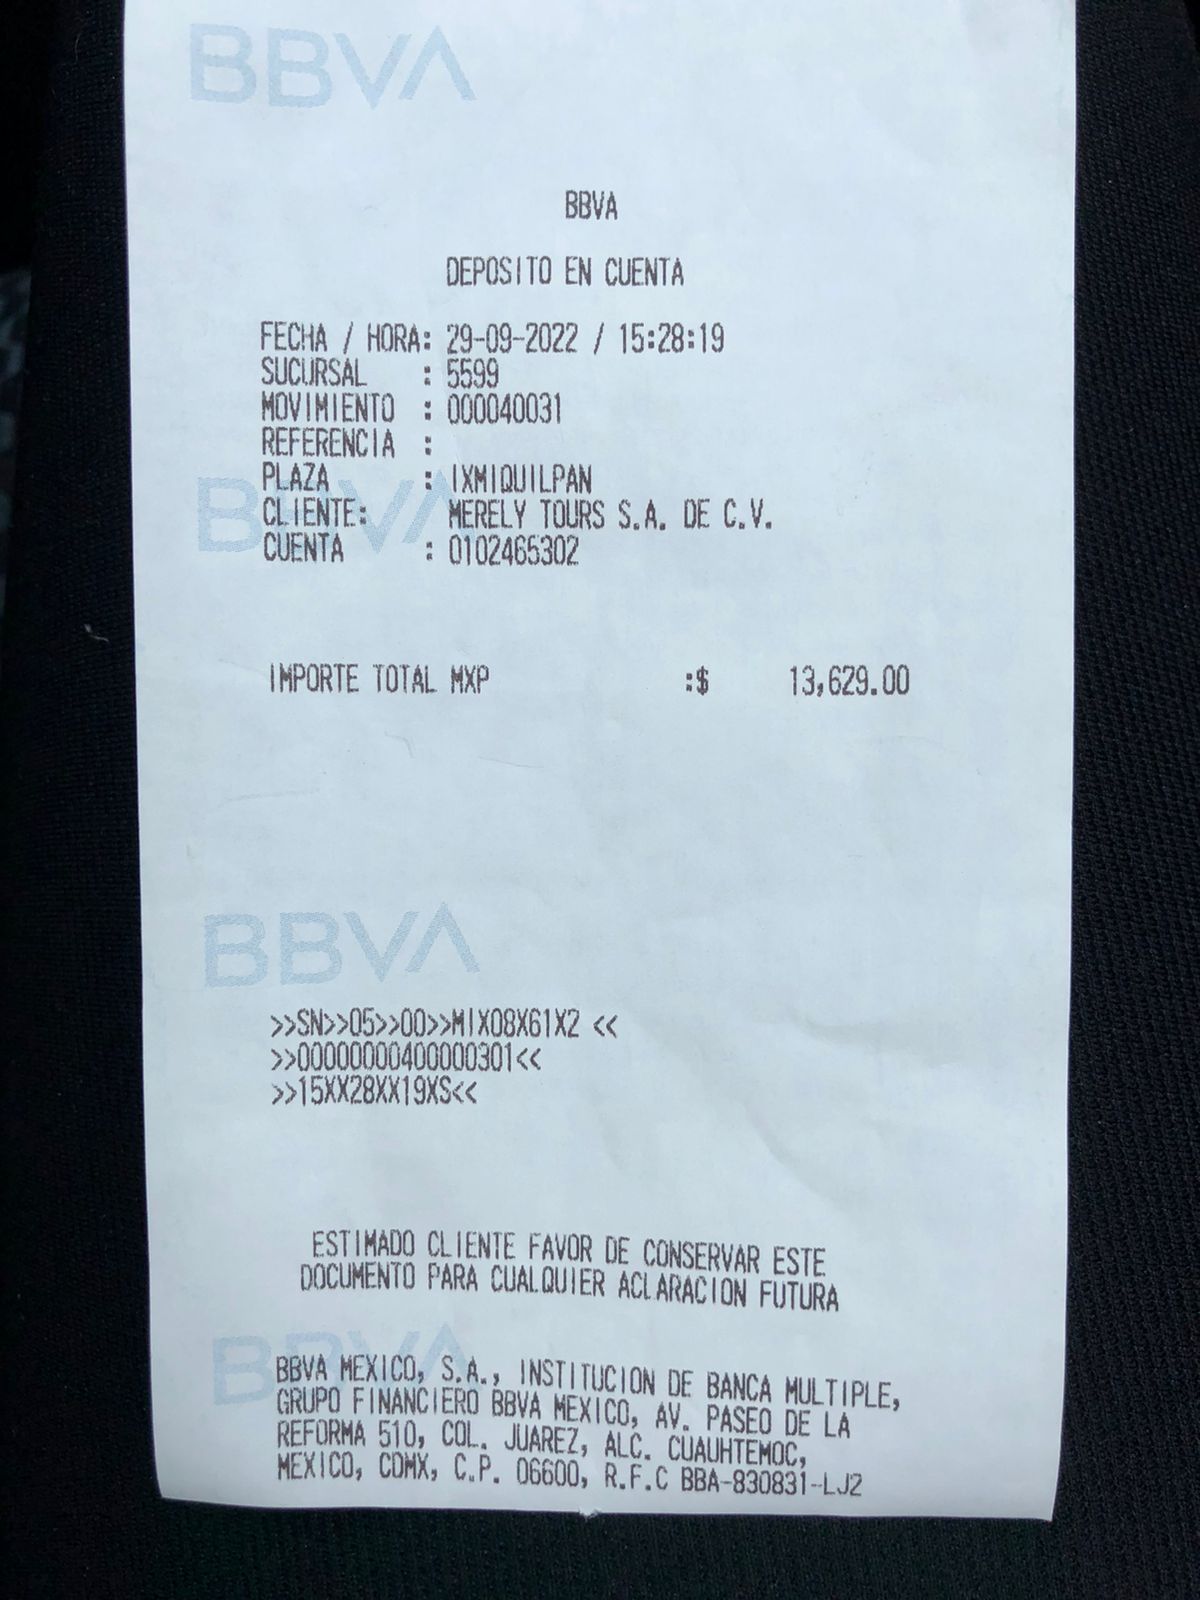 BBVA
BBVA
DEPOSITO EN CUENTA
FECHA / HORA: 29-09-2022 / 15:28:19
SUCURSAL : 5599
MOVIMIENTO : 000040031
REFERENCIA :
PLAZA : IXMIQUILPAN
BBVA
CLIENTE: MERELY TOURS S.A. DE C.V.
CUENTA : 0102465302
IMPORTE TOTAL MXP :$ 13,629.00
BBVA
>>SN>>05>>00>>MIX08X61X2 <<
>>00000000400000301<<
>>15XX28XX19XS<<
ESTIMADO CLIENTE FAVOR DE CONSERVAR ESTE
DOCUMENTO PARA CUALQUIER ACLARACION FUTURA
BBVA
BBVA MEXICO, S.A., INSTITUCION DE BANCA MULTIPLE,
GRUPO FINANCIERO BBVA MEXICO, AV. PASEO DE LA
REFORMA 510, COL. JUAREZ, ALC. CUAUHTEMOC,
MEXICO, CDMX, C.P. 06600, R.F.C BBA-830831-LJ2